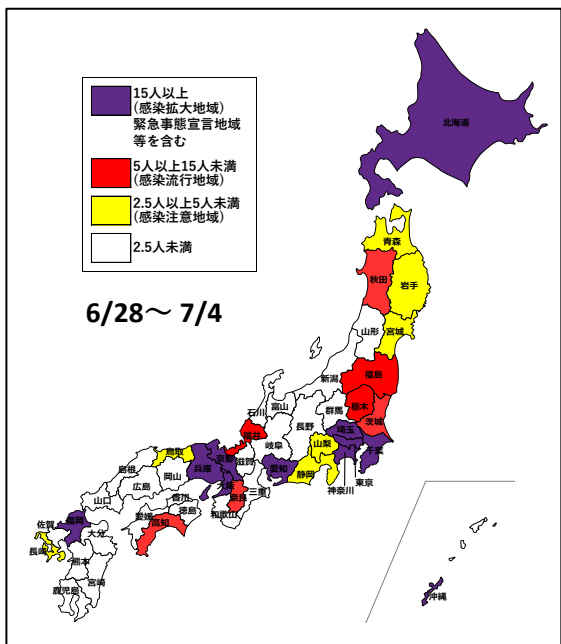 15人以上
(感染拡大地域)
緊急事態宣言地域
等を含む
5人以上15人未満
(感染流行地域)
2.5人以上5人未満
(感染注意地域)
2.5人未満
6/28～ 7/4
北海道
青森
秋田
岩手
山形
宮城
新潟
福島
石川
富山
群馬
栃木
茨城
福井
長野
埼玉
岐阜
山梨
千葉
鳥取
京都
滋賀
愛知
静岡
東京
神奈川
島根
兵庫
岡山
大阪
奈良
三重
広島
香川
和歌山
山口
徳島
愛媛
高知
福岡
佐賀
大分
長崎
熊本
宮崎
鹿児島
沖縄